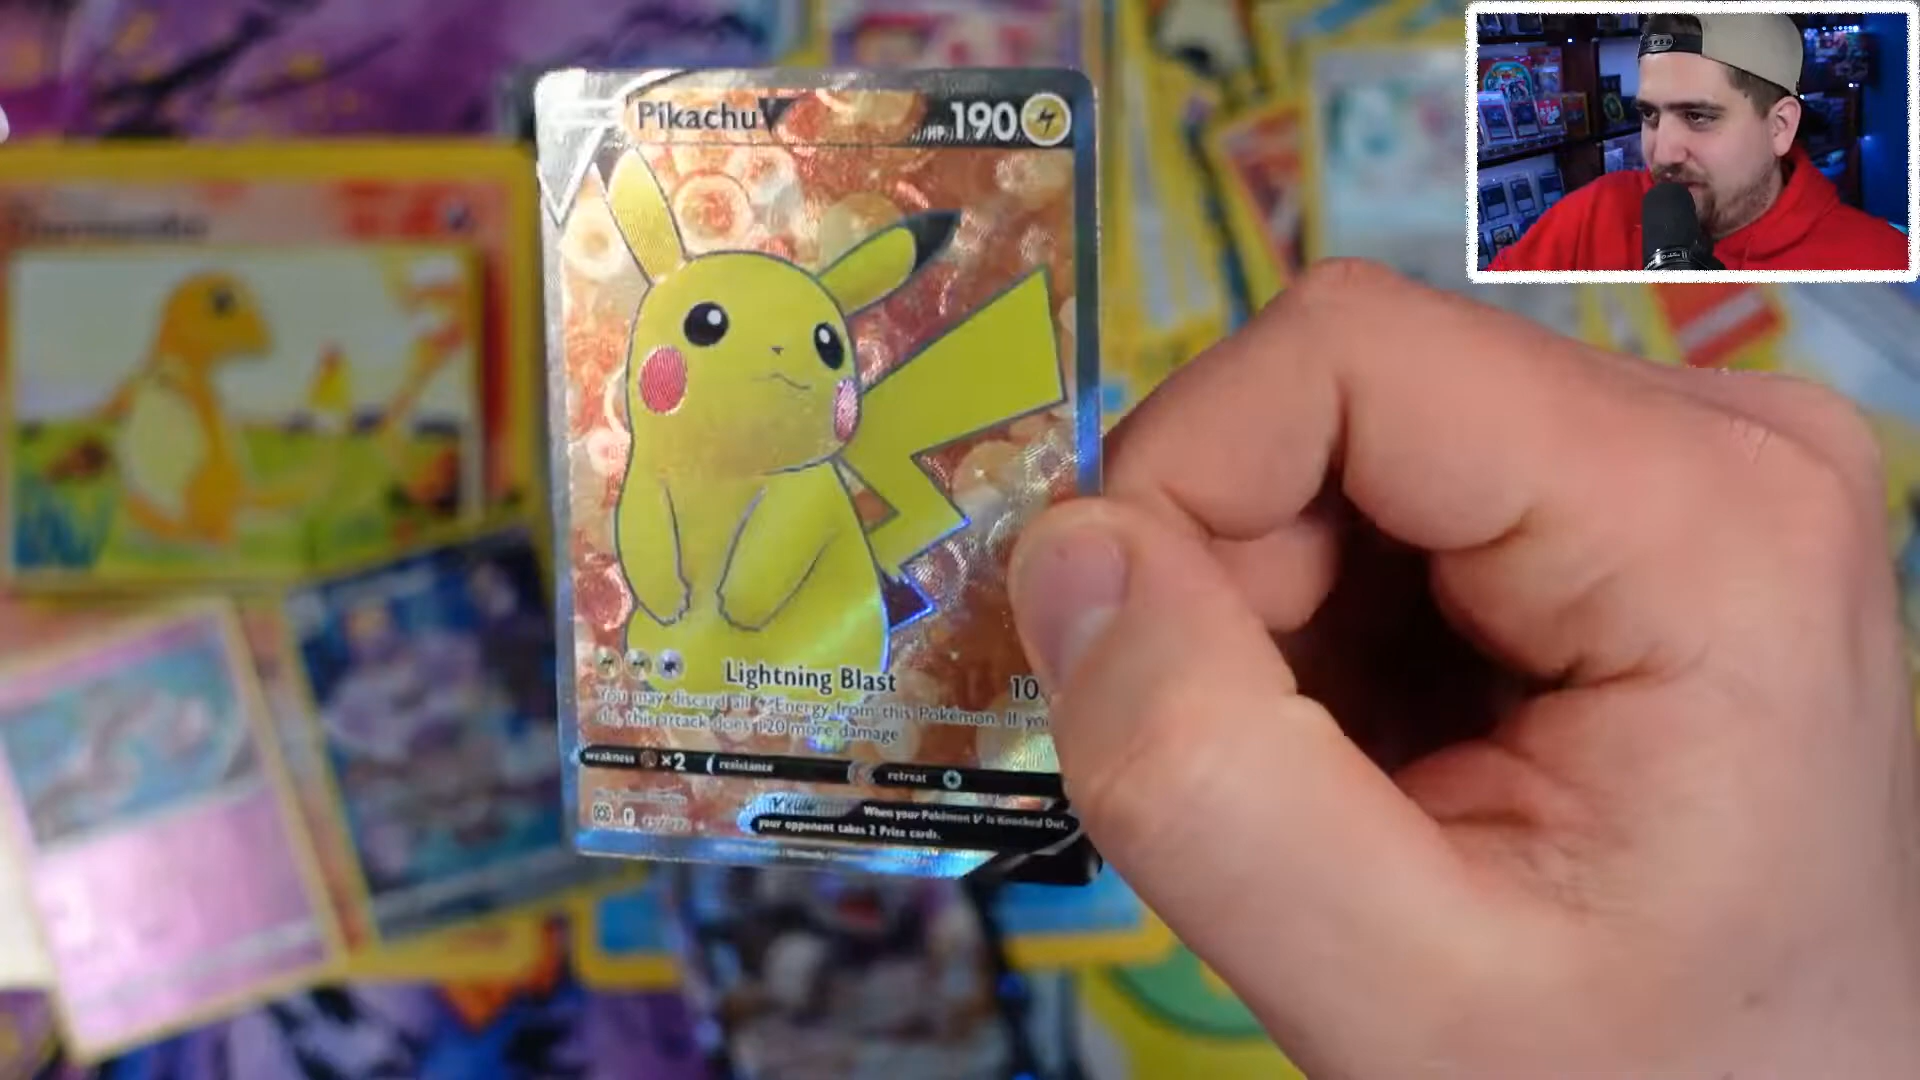 Pikachu V
HP 190
Charmander
Lightning Blast
10
You may discard all Energy from this Pokémon. If you
do, this attack does 120 more damage
weakness ×2
resistance
retreat
V rule
When your Pokémon V is Knocked Out,
your opponent takes 2 Prize cards.